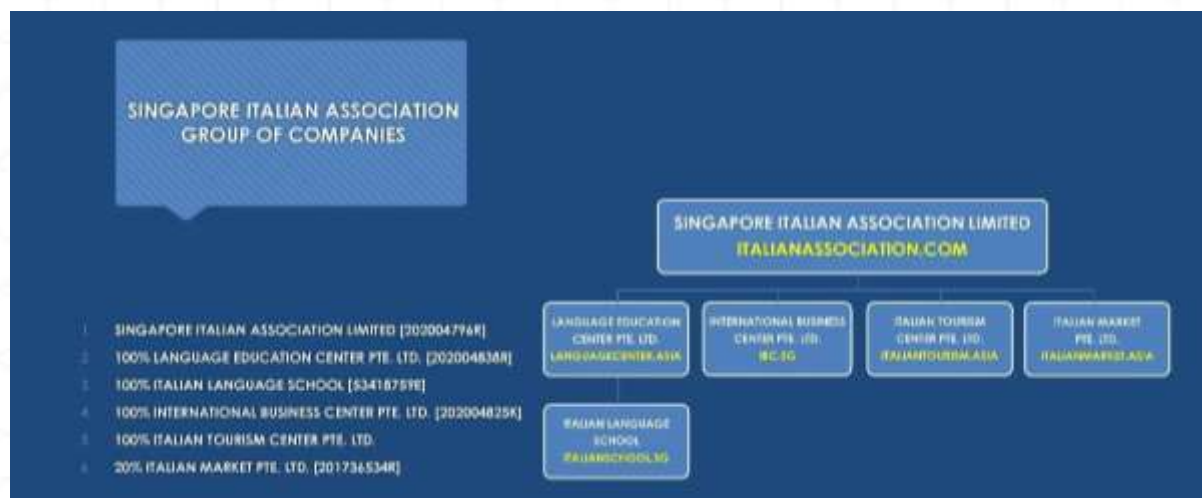 SINGAPORE ITALIAN ASSOCIATION
GROUP OF COMPANIES
SINGAPORE ITALIAN ASSOCIATION LIMITED
ITALIANASSOCIATION.COM
LANGUAGE EDUCATION
CENTER PTE. LTD.
LANGUAGECENTER.ASIA
INTERNATIONAL BUSINESS
CENTER PTE. LTD.
IBC.SG
ITALIAN TOURISM
CENTER PTE. LTD.
ITALIANTOURISM.ASIA
ITALIAN MARKET
PTE. LTD.
ITALIANMARKET.ASIA
ITALIAN LANGUAGE
SCHOOL
ITALIANSCHOOL.SG
1 SINGAPORE ITALIAN ASSOCIATION LIMITED [202004796R]
2 100% LANGUAGE EDUCATION CENTER PTE. LTD. [202004838R]
3 100% ITALIAN LANGUAGE SCHOOL [53418759E]
4 100% INTERNATIONAL BUSINESS CENTER PTE. LTD. [202004825K]
5 100% ITALIAN TOURISM CENTER PTE. LTD.
6 20% ITALIAN MARKET PTE. LTD. [201736534R]